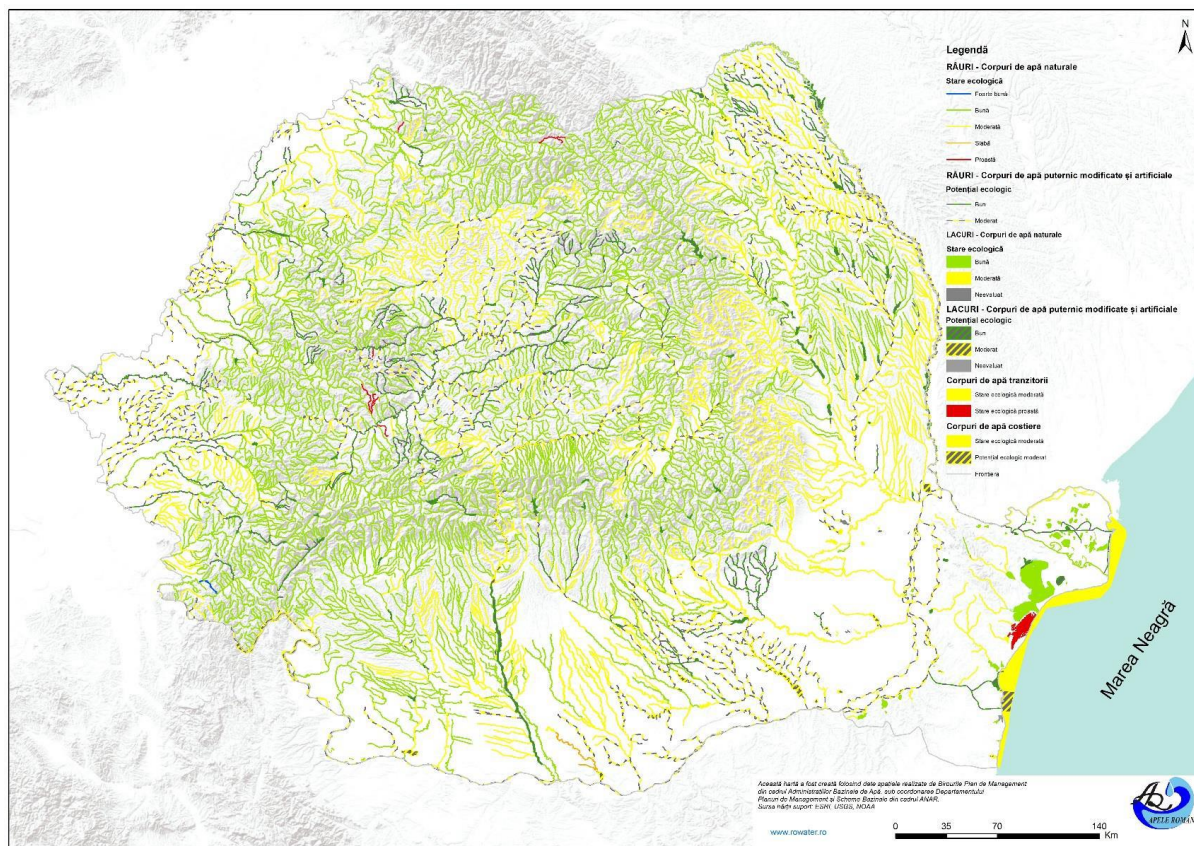 N
Legendă
RÂURI - Corpuri de apă naturale
Stare ecologică
Foarte bună
Bună
Moderată
Slabă
Proastă
RÂURI - Corpuri de apă puternic modificate și artificiale
Potențial ecologic
Bun
Moderat
LACURI - Corpuri de apă naturale
Stare ecologică
Bună
Moderată
Neevaluat
LACURI - Corpuri de apă puternic modificate și artificiale
Potențial ecologic
Bun
Moderat
Neevaluat
Corpuri de apă tranzitorii
Stare ecologică moderată
Stare ecologică proastă
Corpuri de apă costiere
Stare ecologică moderată
Potențial ecologic moderat
Frontiera
Marea Neagră
Această hartă a fost creată folosind date spațiale realizate de Birourile Plan de Management
din cadrul Administrațiilor Bazinale de Apă, sub coordonarea Departamentului
Planuri de Management și Scheme Bazinale din cadrul ANAR.
Sursa hărții suport: ESRI, USGS, NOAA
www.rowater.ro
0 35 70 140
Km
APELE ROMÂNE